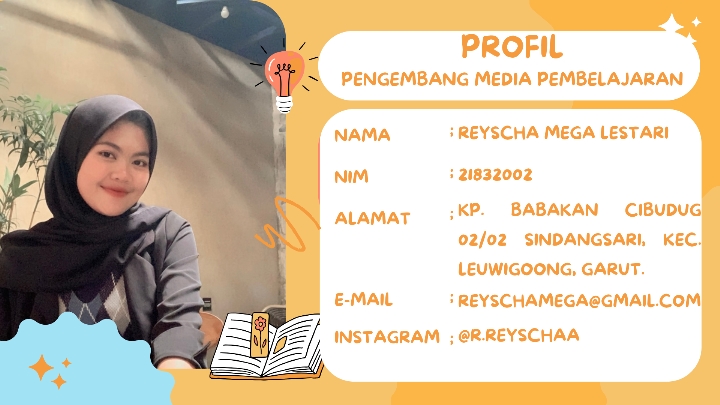 PROFIL
PENGEMBANG MEDIA PEMBELAJARAN
NAMA : REYSCHA MEGA LESTARI
NIM : 21832002
ALAMAT : KP. BABAKAN CIBUDUG
02/02 SINDANGSARI, KEC.
LEUWIGOONG, GARUT.
E-MAIL : REYSCHAMEGA@GMAIL.COM
INSTAGRAM : @R.REYSCHAA